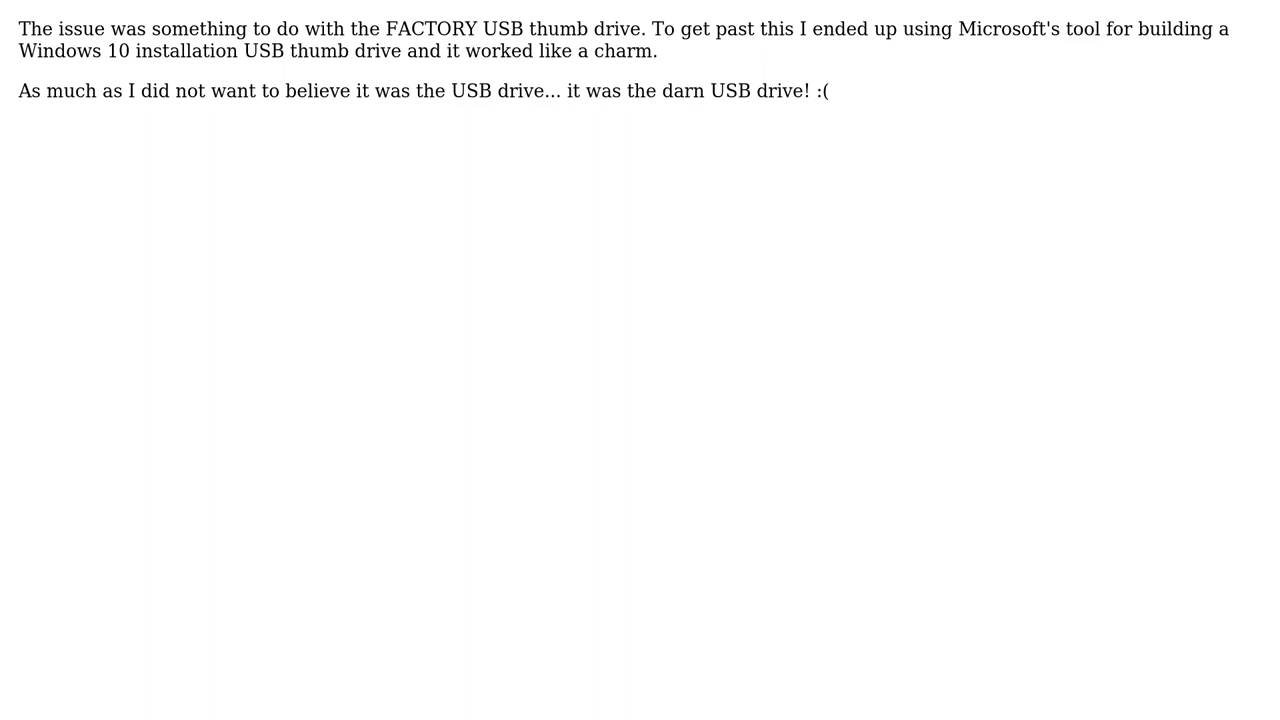 The issue was something to do with the FACTORY USB thumb drive. To get past this I ended up using Microsoft's tool for building a
Windows 10 installation USB thumb drive and it worked like a charm.
As much as I did not want to believe it was the USB drive... it was the darn USB drive! :(